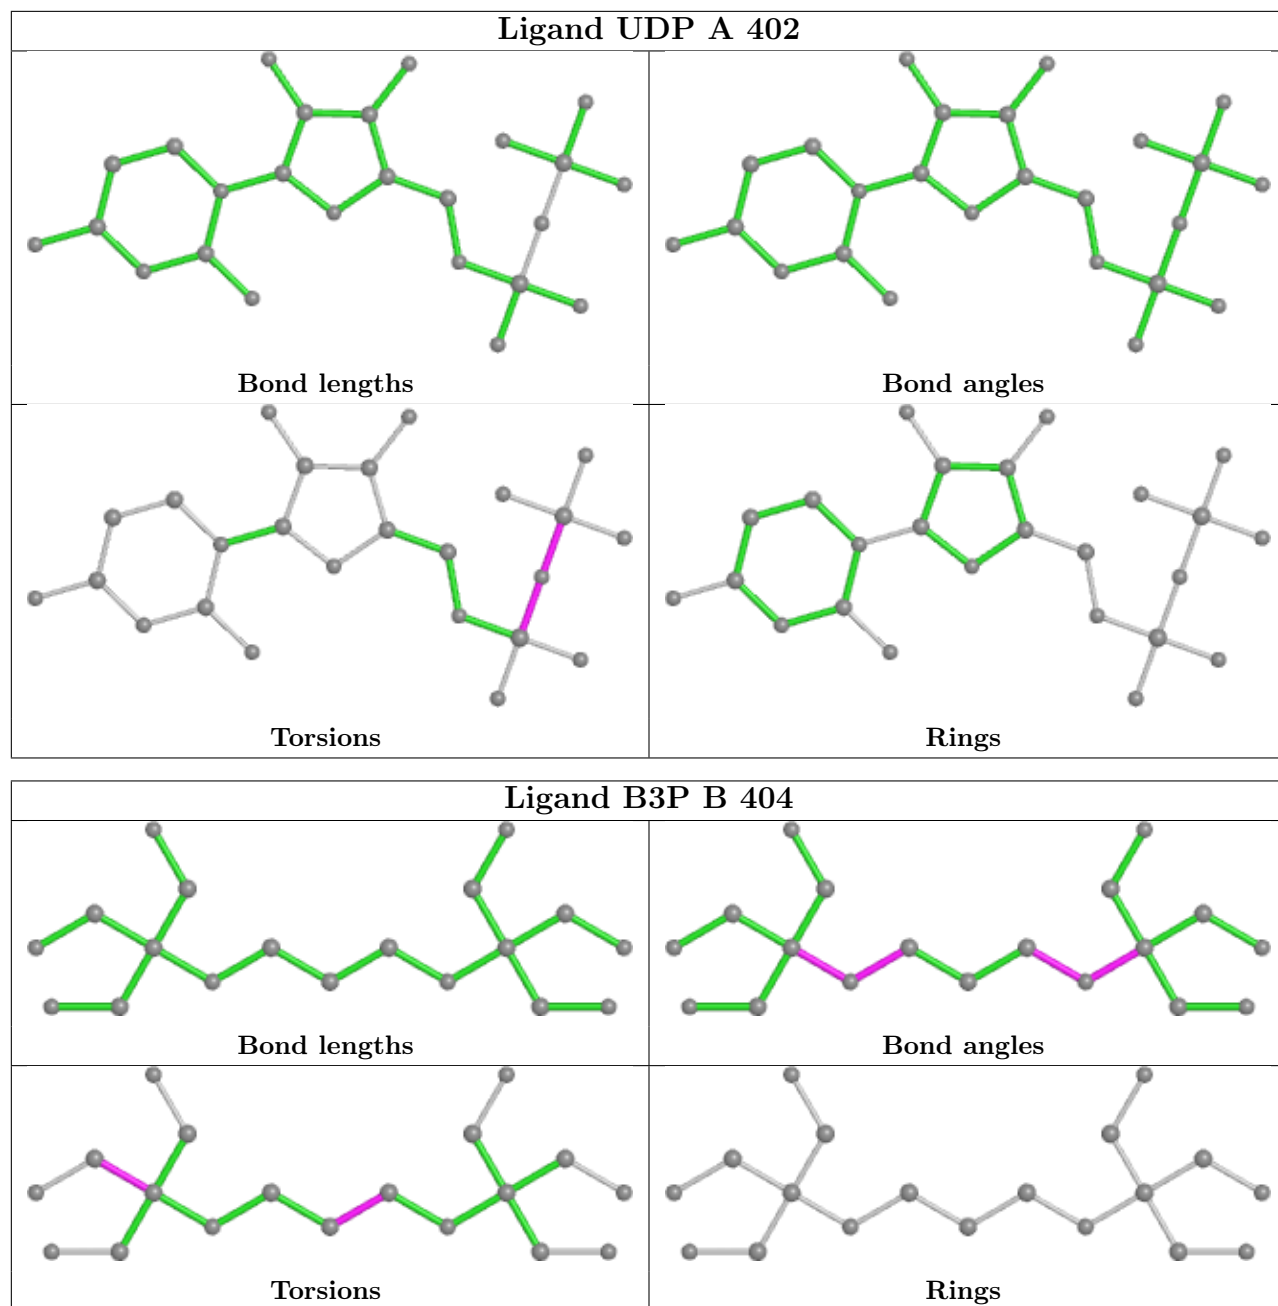 Ligand UDP A 402
Bond lengths
Bond angles
Torsions
Rings
Ligand B3P B 404
Bond lengths
Bond angles
Torsions
Rings